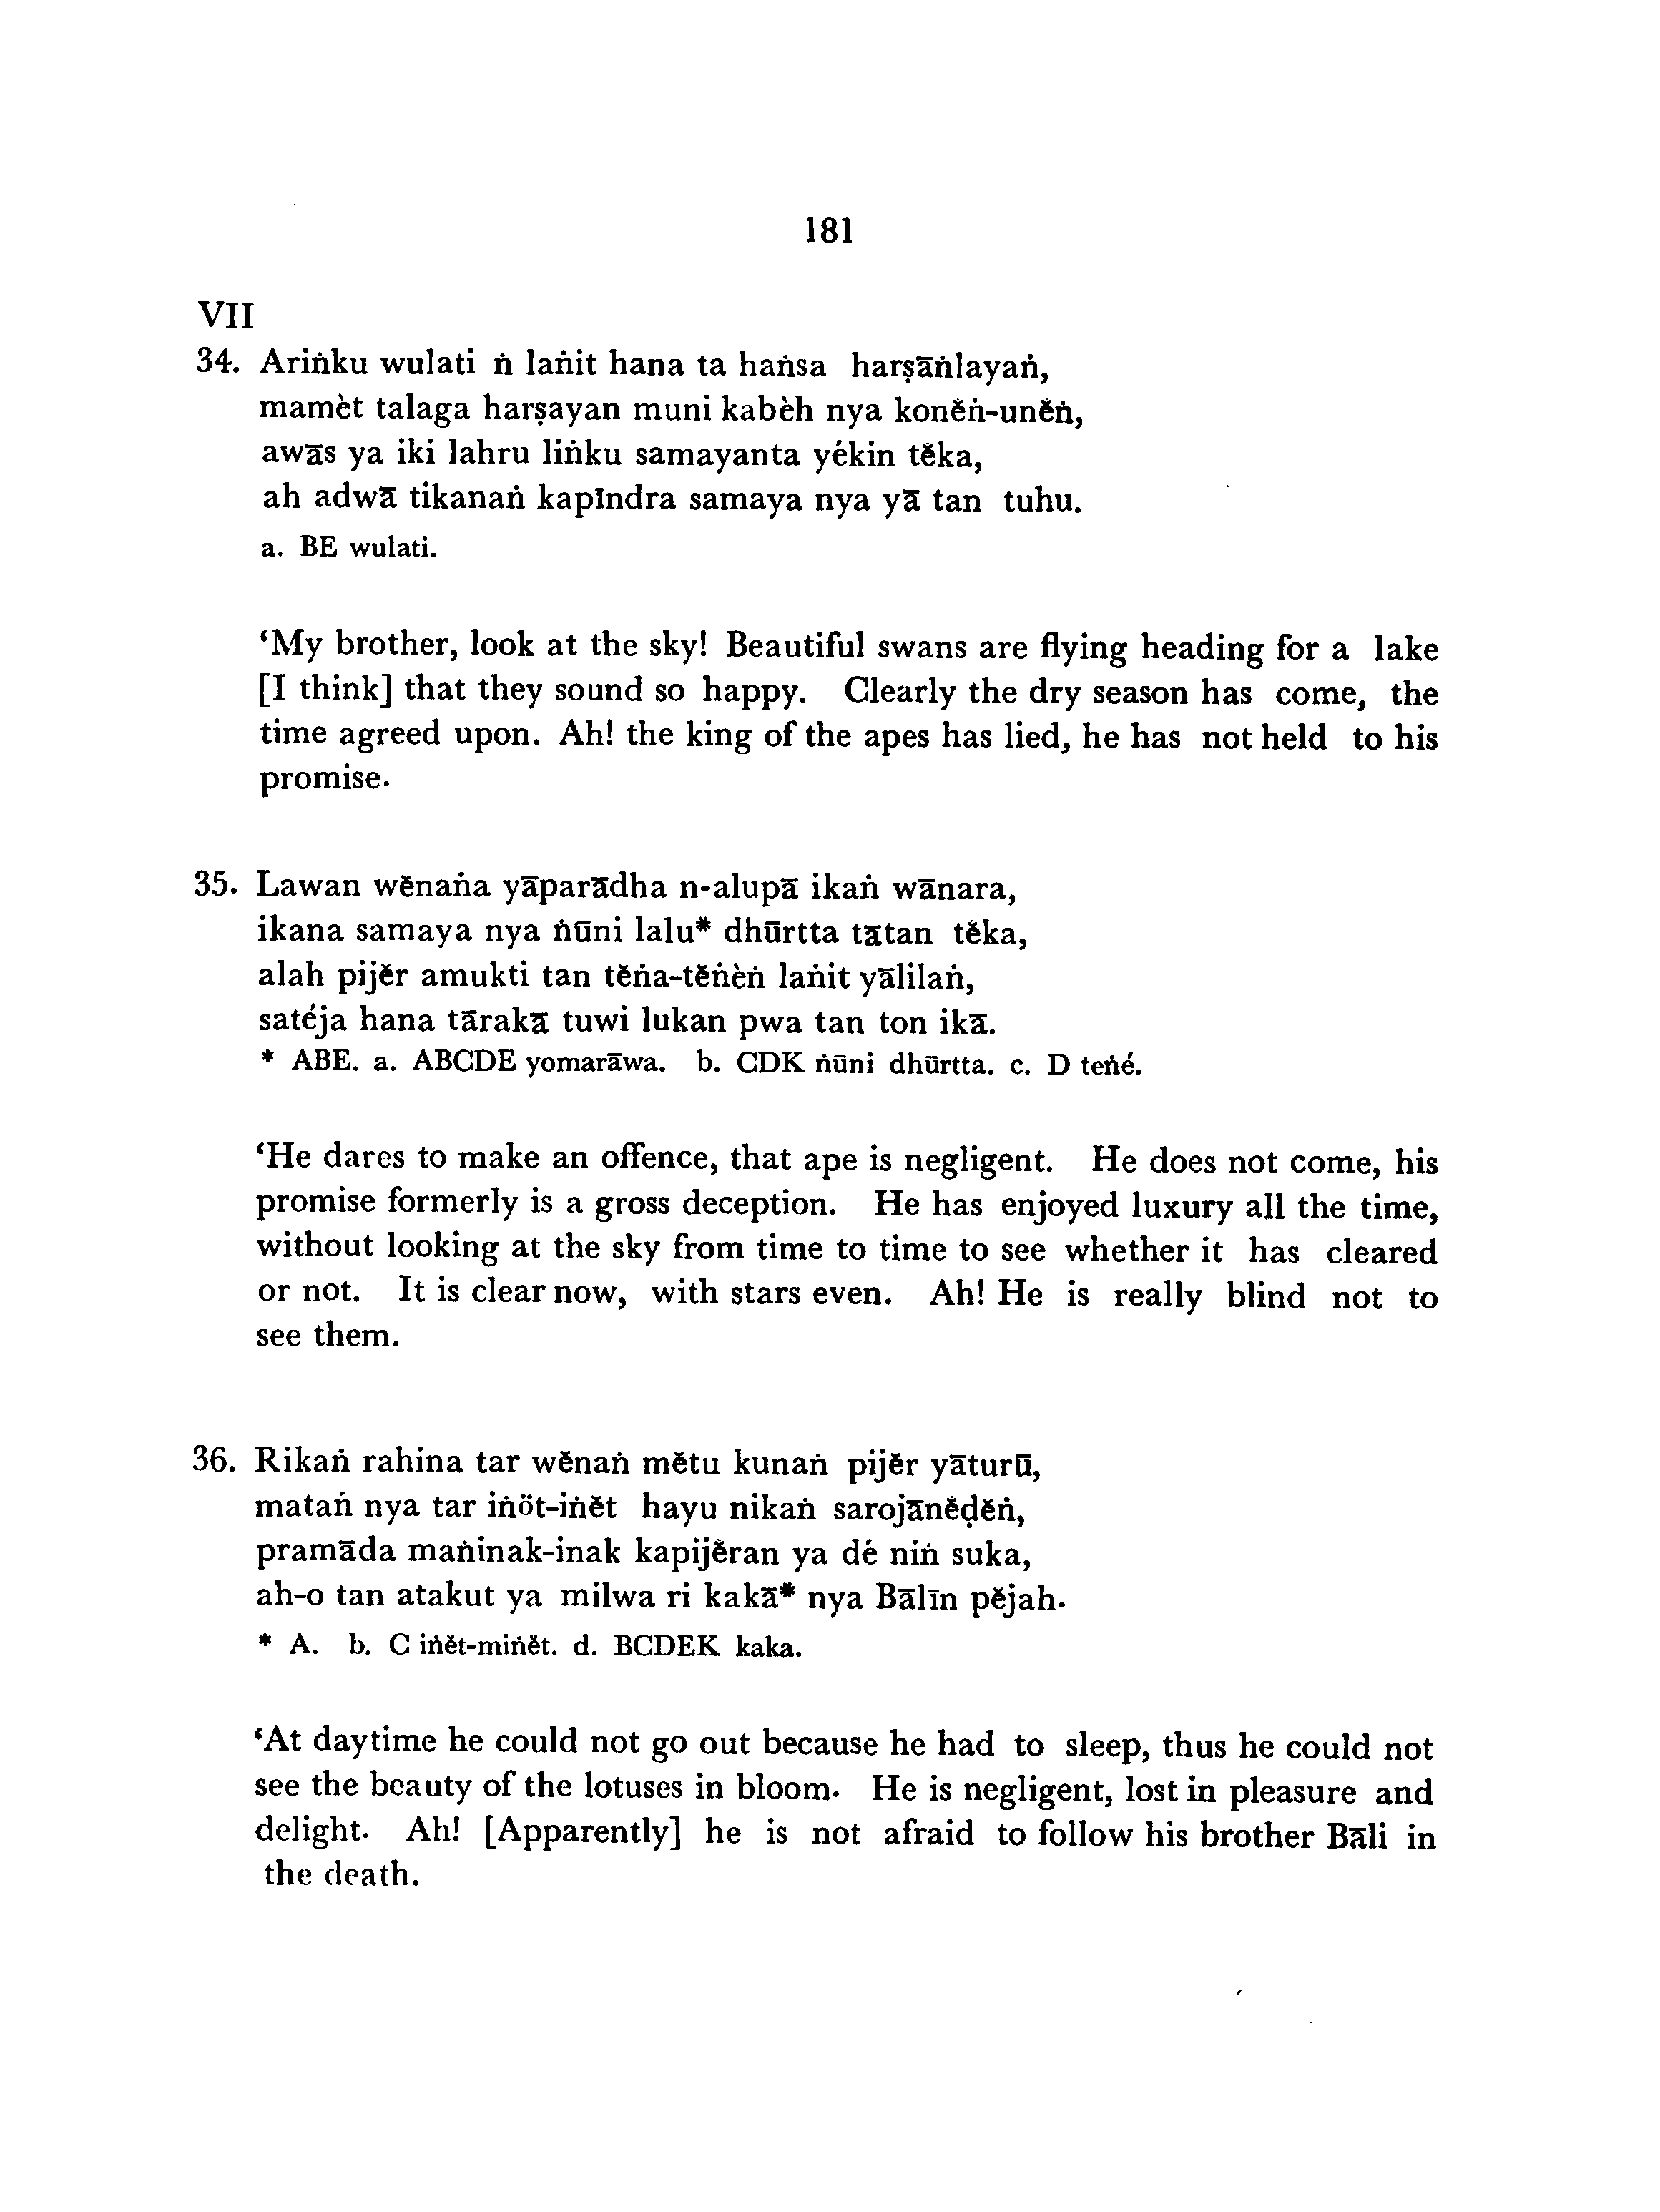 181
VII
34. Ariṅku wulati ṅ laṅit hana ta haṅsa harṣāṅlayaṅ,
mamèt talaga harṣayan muni kabèh nya konĕṅ-unĕṅ,
awās ya iki lahru liṅku samayanta yékin tĕka,
ah adwā tikanaṅ kapīndra samaya nya yā tan tuhu.
a. BE wulati.
‘My brother, look at the sky! Beautiful swans are flying heading for a lake
[I think] that they sound so happy. Clearly the dry season has come, the
time agreed upon. Ah! the king of the apes has lied, he has not held to his
promise.
35. Lawan wĕnaṅa yāparādha n-alupā ikaṅ wānara,
ikana samaya nya ṅūni lalu* dhūrtta tātan tĕka,
alah pijĕr amukti tan tĕṅa-tĕṅèṅ laṅit yālilaṅ,
satéja hana tārakā tuwi lukan pwa tan ton ikā.
* ABE. a. ABCDE yomarāwa. b. CDK ṅūni dhūrtta. c. D teṅé.
‘He dares to make an offence, that ape is negligent. He does not come, his
promise formerly is a gross deception. He has enjoyed luxury all the time,
without looking at the sky from time to time to see whether it has cleared
or not. It is clear now, with stars even. Ah! He is really blind not to
see them.
36. Rikaṅ rahina tar wĕnaṅ mĕtu kunaṅ pijĕr yāturū,
mataṅ nya tar iṅöt-iṅĕt hayu nikaṅ sarojānĕḍĕṅ,
pramāda maṅinak-inak kapijĕran ya dé niṅ suka,
ah-o tan atakut ya milwa ri kakā* nya Bālīn pĕjah.
* A. b. C iṅĕt-miṅĕt. d. BCDEK kaka.
‘At daytime he could not go out because he had to sleep, thus he could not
see the beauty of the lotuses in bloom. He is negligent, lost in pleasure and
delight. Ah! [Apparently] he is not afraid to follow his brother Bāli in
the death.